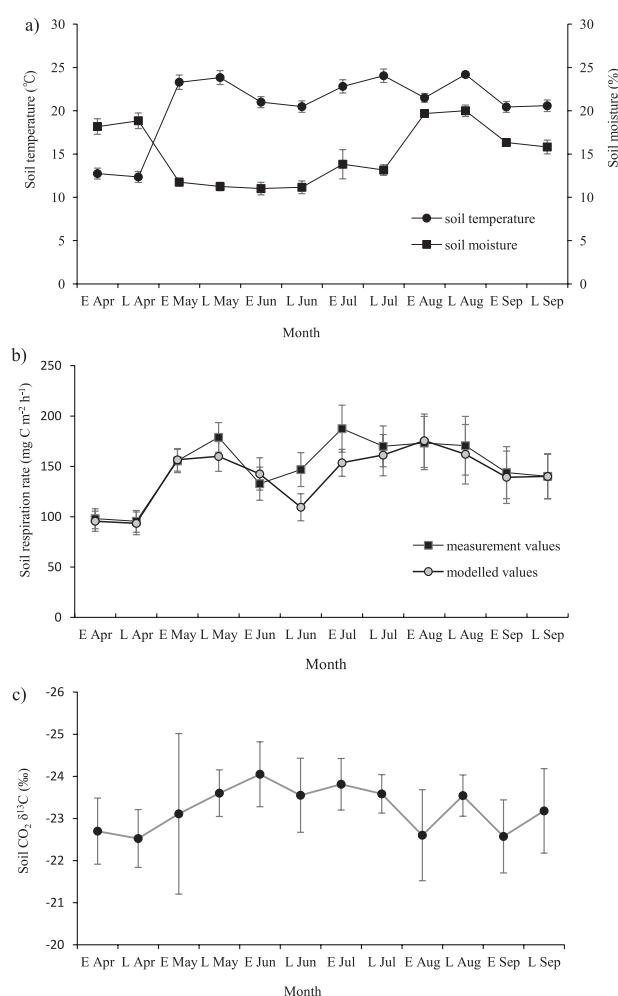 a)
30
25
20
15
10
5
0
Soil temperature (℃)
30
25
20
15
10
5
0
Soil moisture (%)
soil temperature
soil moisture
E Apr L Apr E May L May E Jun L Jun E Jul L Jul E Aug L Aug E Sep L Sep
Month
b)
250
200
150
100
50
0
Soil respiration rate (mg C m⁻² h⁻¹)
measurement values
modelled values
E Apr L Apr E May L May E Jun L Jun E Jul L Jul E Aug L Aug E Sep L Sep
Month
c)
-26
-25
-24
-23
-22
-21
-20
Soil CO₂ δ¹³C (‰)
E Apr L Apr E May L May E Jun L Jun E Jul L Jul E Aug L Aug E Sep L Sep
Month